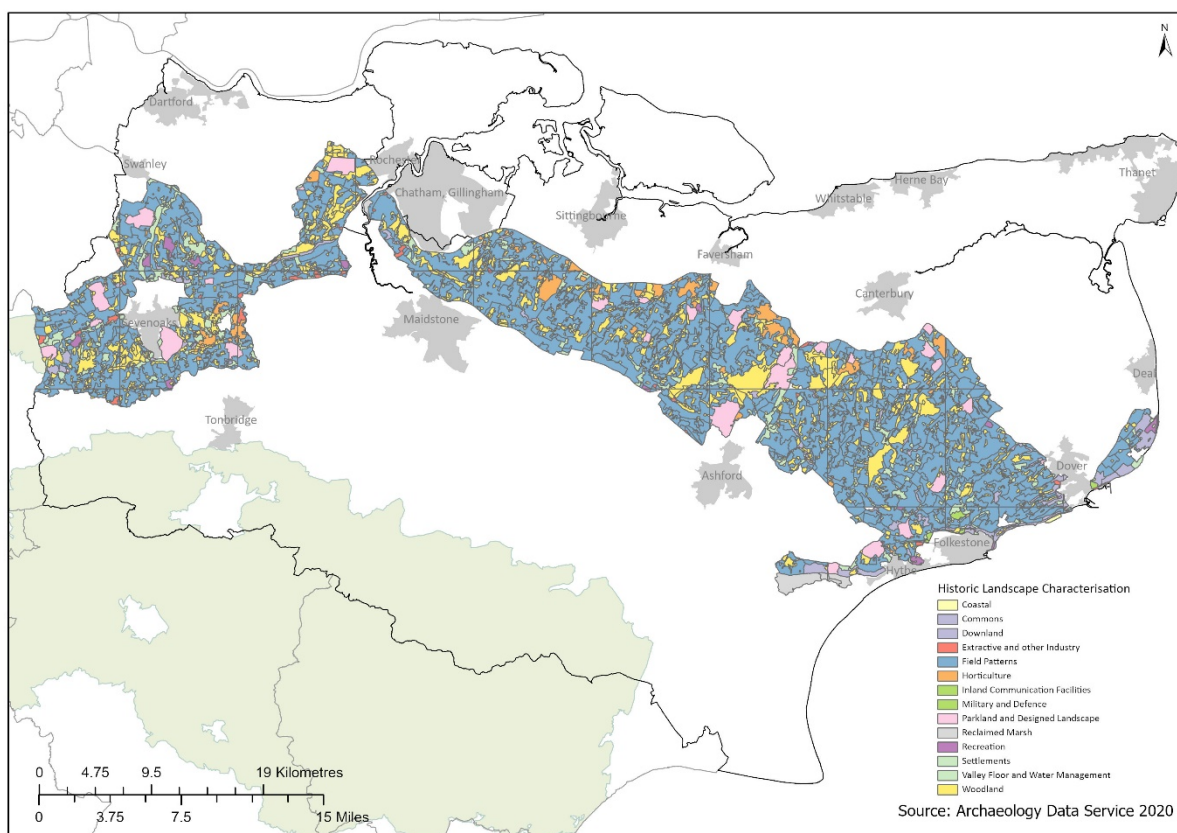 N
Dartford
Swanley
Rochester
Chatham, Gillingham
Sittingbourne
Whitstable
Herne Bay
Thanet
Faversham
Canterbury
Sevenoaks
Maidstone
Deal
Tonbridge
Ashford
Dover
Folkestone
Hythe
Historic Landscape Characterisation
Coastal
Commons
Downland
Extractive and other Industry
Field Patterns
Horticulture
Inland Communication Facilities
Military and Defence
Parkland and Designed Landscape
Reclaimed Marsh
Recreation
Settlements
Valley Floor and Water Management
Woodland
0 4.75 9.5 19 Kilometres
0 3.75 7.5 15 Miles
Source: Archaeology Data Service 2020